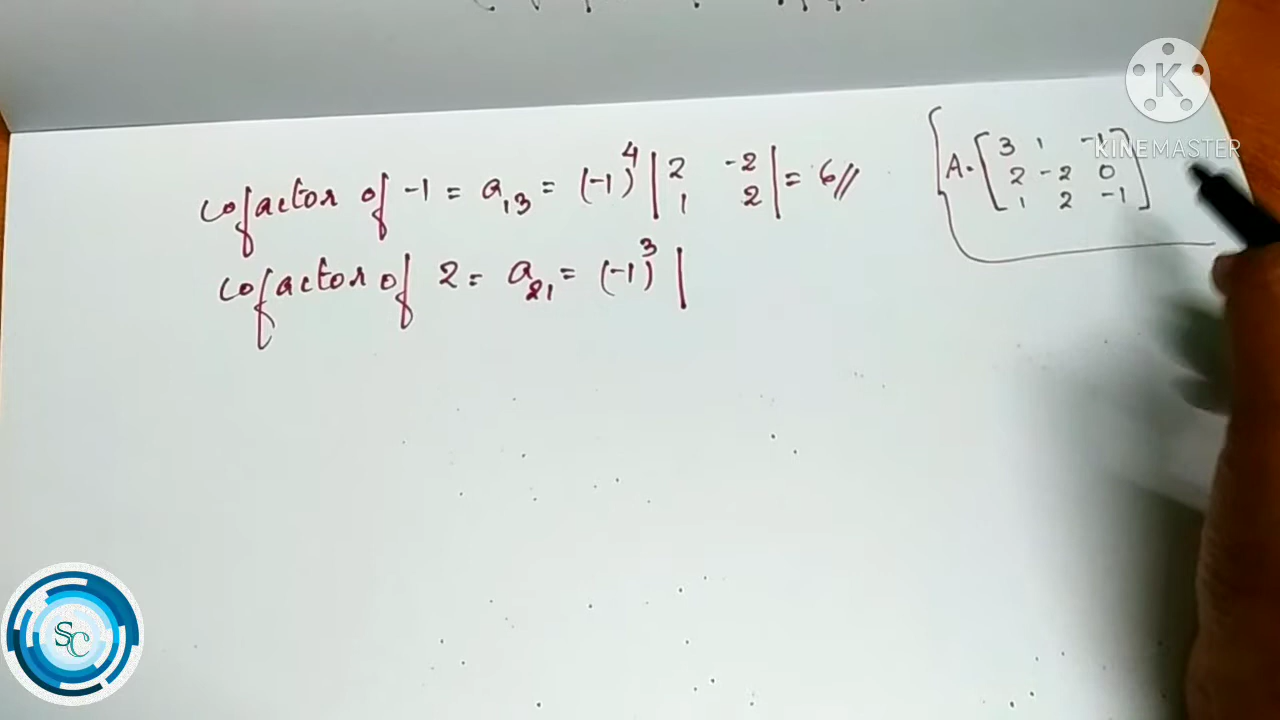 K
KINEMASTER
cofactor of -1 = a13 = (-1)^4 | 2 -2 | = 6//
1 2
A = [ 3 1 -1 ]
2 -2 0
1 2 -1
cofactor of 2 = a21 = (-1)^3 |
SC